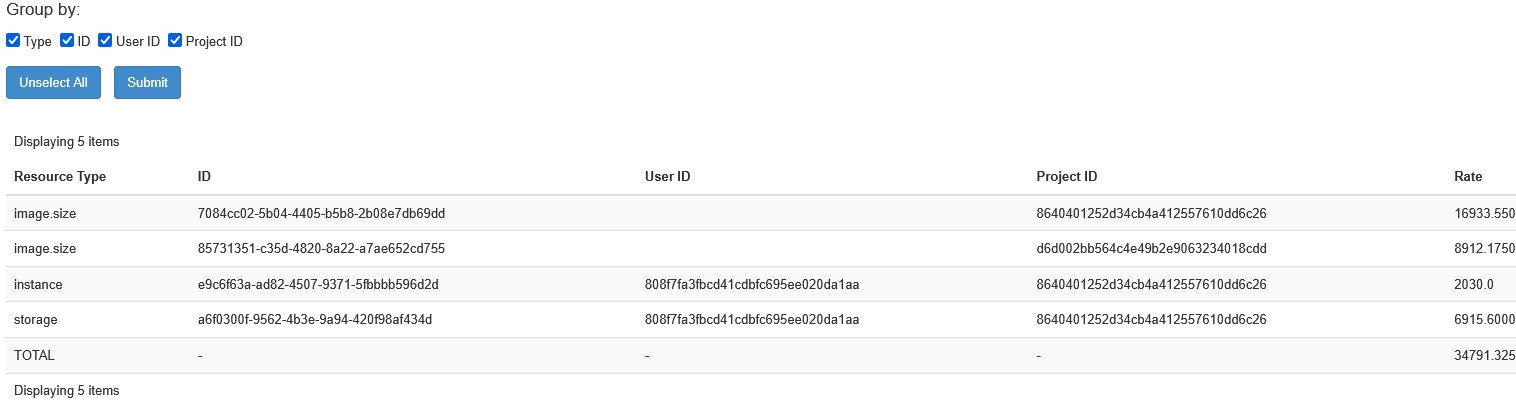 Group by:
Type ID User ID Project ID
Unselect All Submit
Displaying 5 items
Resource Type ID User ID Project ID Rate
image.size 7084cc02-5b04-4405-b5b8-2b08e7db69dd 8640401252d34cb4a412557610dd6c26 16933.550
image.size 85731351-c35d-4820-8a22-a7ae652cd755 d6d002bb564c4e49b2e9063234018cdd 8912.1750
instance e9c6f63a-ad82-4507-9371-5fbbbb596d2d 808f7fa3fbcd41cdbfc695ee020da1aa 8640401252d34cb4a412557610dd6c26 2030.0
storage a6f0300f-9562-4b3e-9a94-420f98af434d 808f7fa3fbcd41cdbfc695ee020da1aa 8640401252d34cb4a412557610dd6c26 6915.6000
TOTAL - - - 34791.325
Displaying 5 items